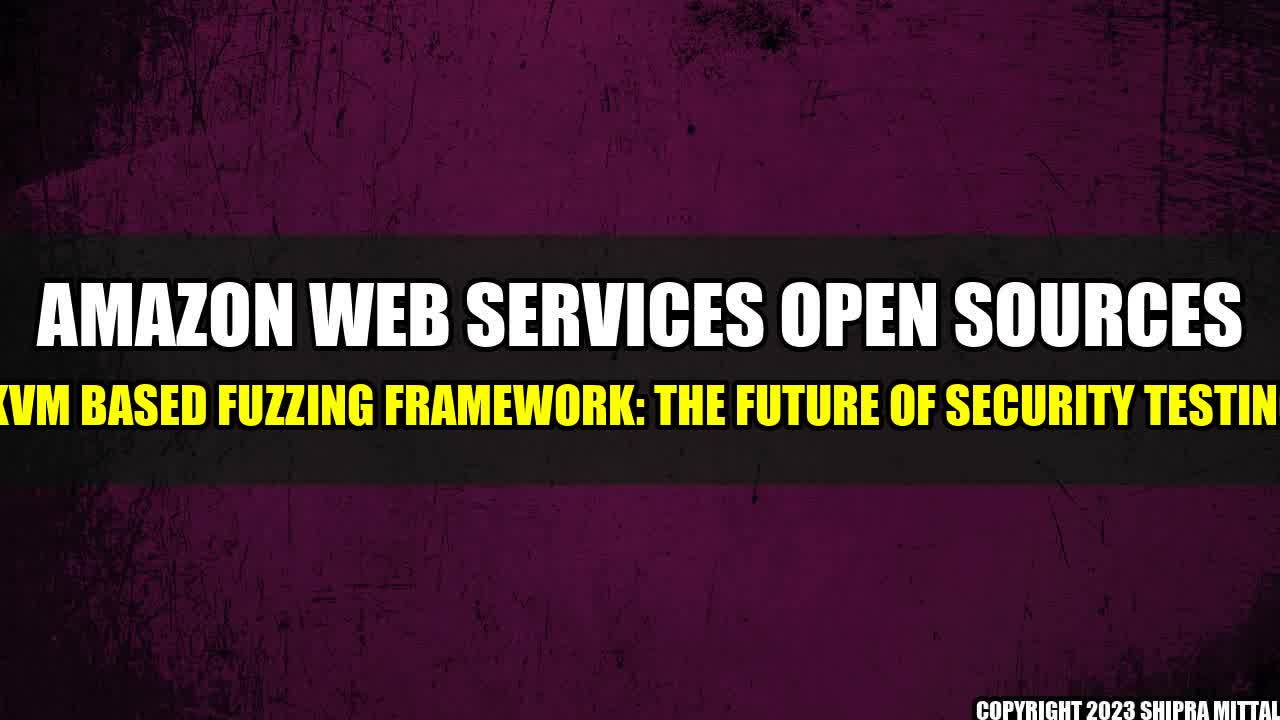 AMAZON WEB SERVICES OPEN SOURCES
KVM BASED FUZZING FRAMEWORK: THE FUTURE OF SECURITY TESTIN
COPYRIGHT 2023 SHIPRA MITTAL